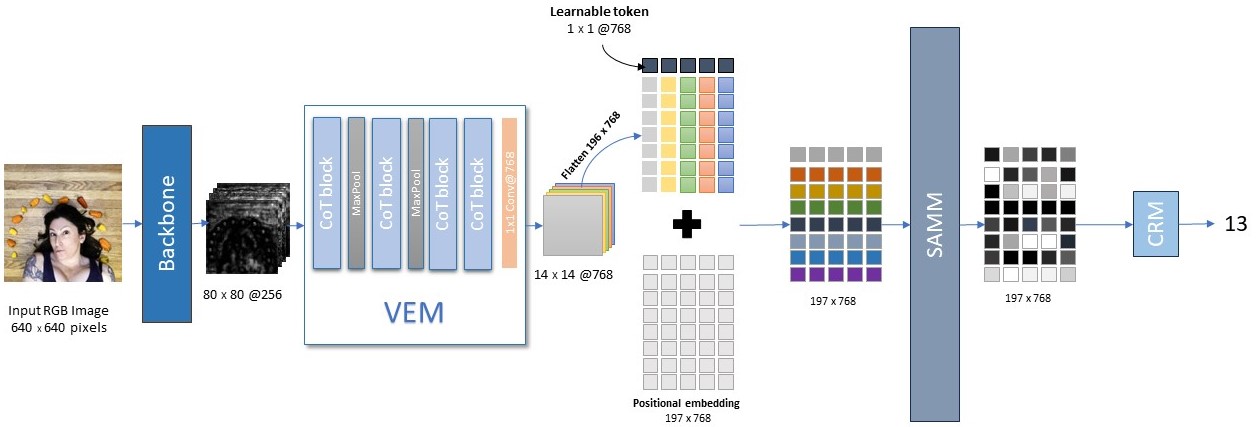 Learnable token
1 x 1 @768
Flatten 196 x 768
Backbone
CoT block
MaxPool
CoT block
MaxPool
CoT block
CoT block
1x1 Conv@ 768
VEM
SAMM
CRM
13
Input RGB Image
640 x 640 pixels
80 x 80 @256
14 x 14 @768
197 x 768
197 x 768
Positional embedding
197 x 768